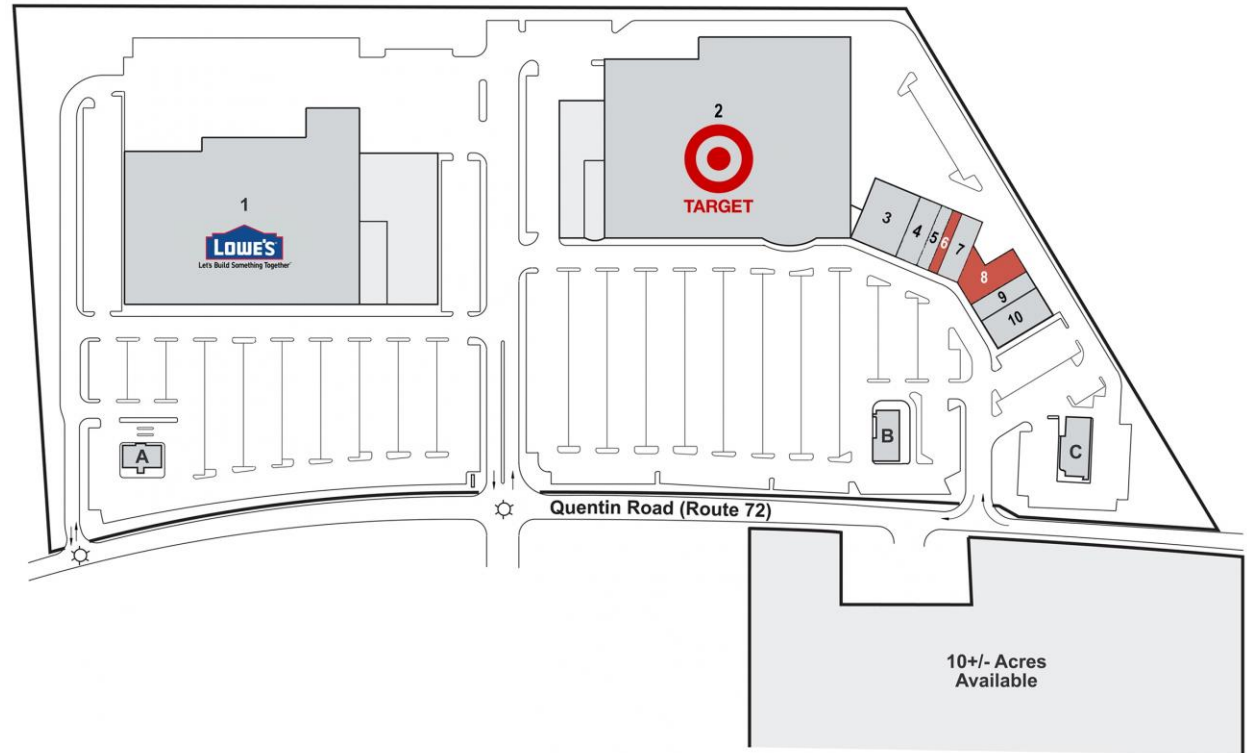 2
TARGET
1
LOWE'S
Let's Build Something Together
3
4
5
6
7
8
9
10
A
B
C
Quentin Road (Route 72)
10+/- Acres
Available